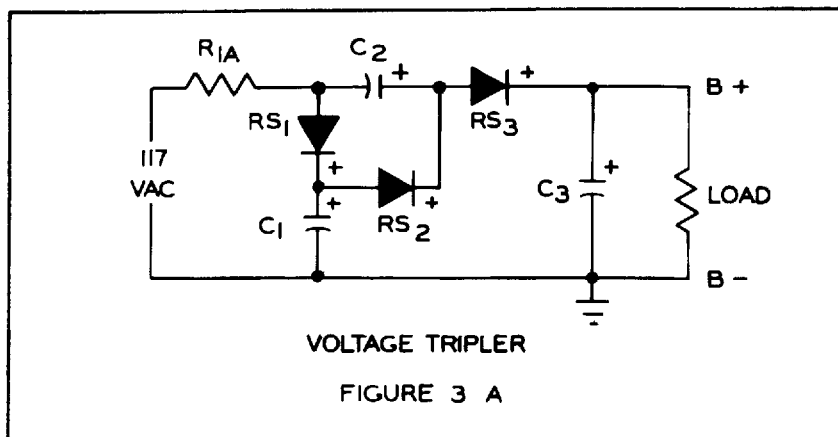 R1A
C2
+
+
B +
RS1
RS3
117
VAC
+
+
+
+
C1
RS2
C3
LOAD
B -
VOLTAGE TRIPLER
FIGURE 3 A